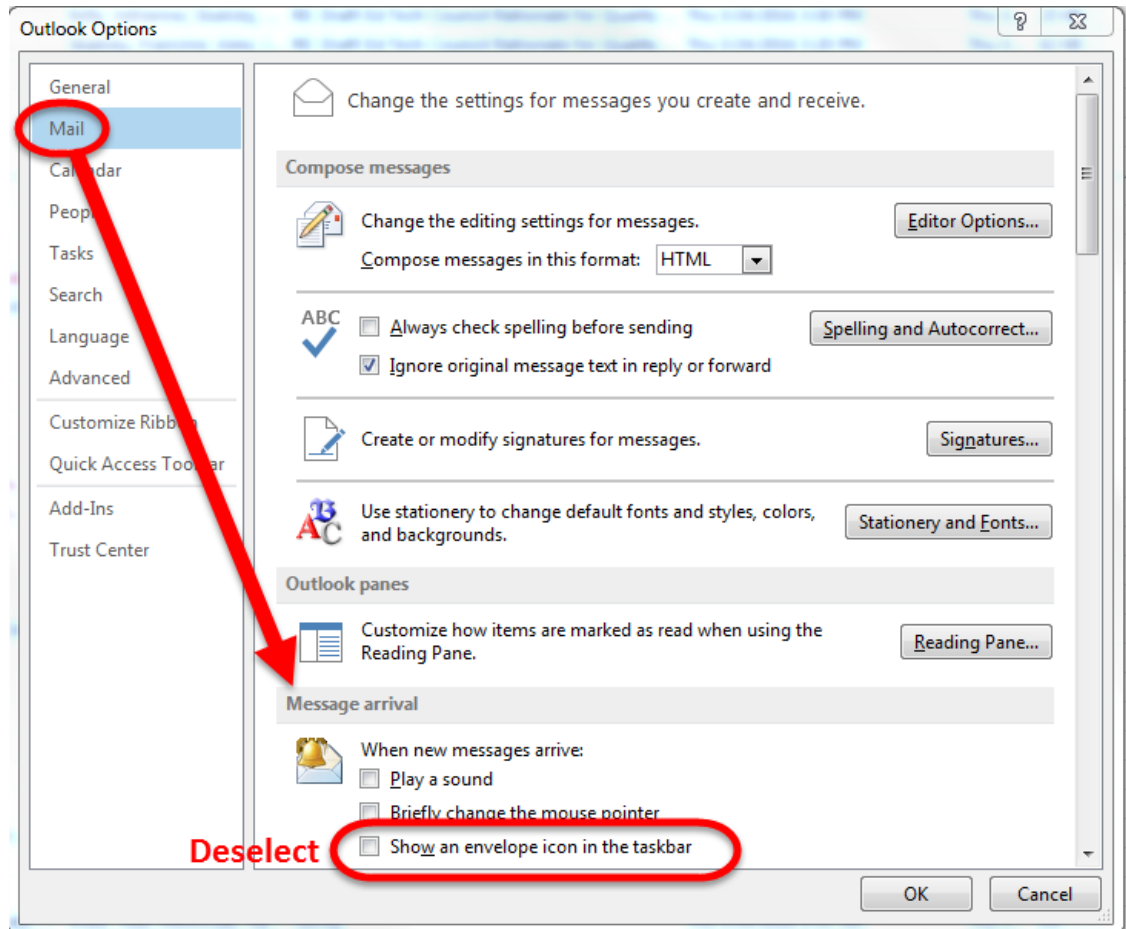 Outlook Options
General
Mail
Calendar
People
Tasks
Search
Language
Advanced
Customize Ribbon
Quick Access Toolbar
Add-Ins
Trust Center
Change the settings for messages you create and receive.
Compose messages
Change the editing settings for messages.
Editor Options...
Compose messages in this format: HTML
ABC
Always check spelling before sending
Spelling and Autocorrect...
Ignore original message text in reply or forward
Create or modify signatures for messages.
Signatures...
Use stationery to change default fonts and styles, colors,
and backgrounds.
Stationery and Fonts...
Outlook panes
Customize how items are marked as read when using the
Reading Pane.
Reading Pane...
Message arrival
When new messages arrive:
Play a sound
Briefly change the mouse pointer
Deselect
Show an envelope icon in the taskbar
OK
Cancel